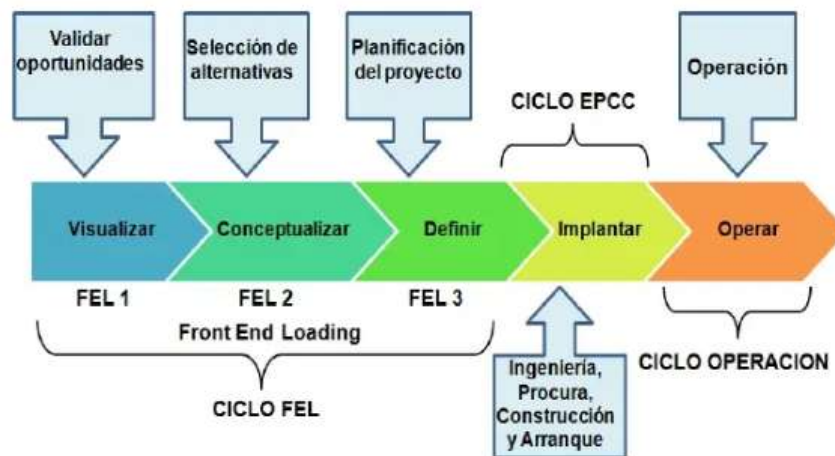 Validar
oportunidades
Selección de
alternativas
Planificación
del proyecto
Operación
CICLO EPCC
Visualizar
Conceptualizar
Definir
Implantar
Operar
FEL 1
FEL 2
FEL 3
Front End Loading
CICLO FEL
Ingeniería,
Procura,
Construcción
y Arranque
CICLO OPERACION